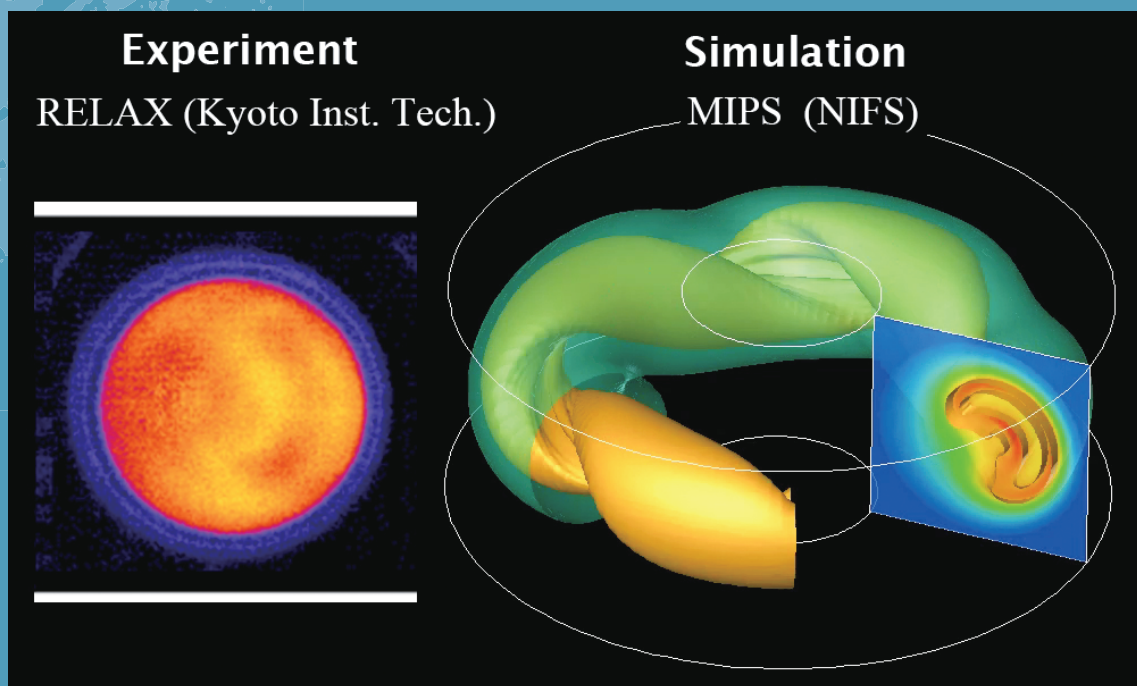 Experiment
RELAX (Kyoto Inst. Tech.)
Simulation
MIPS (NIFS)